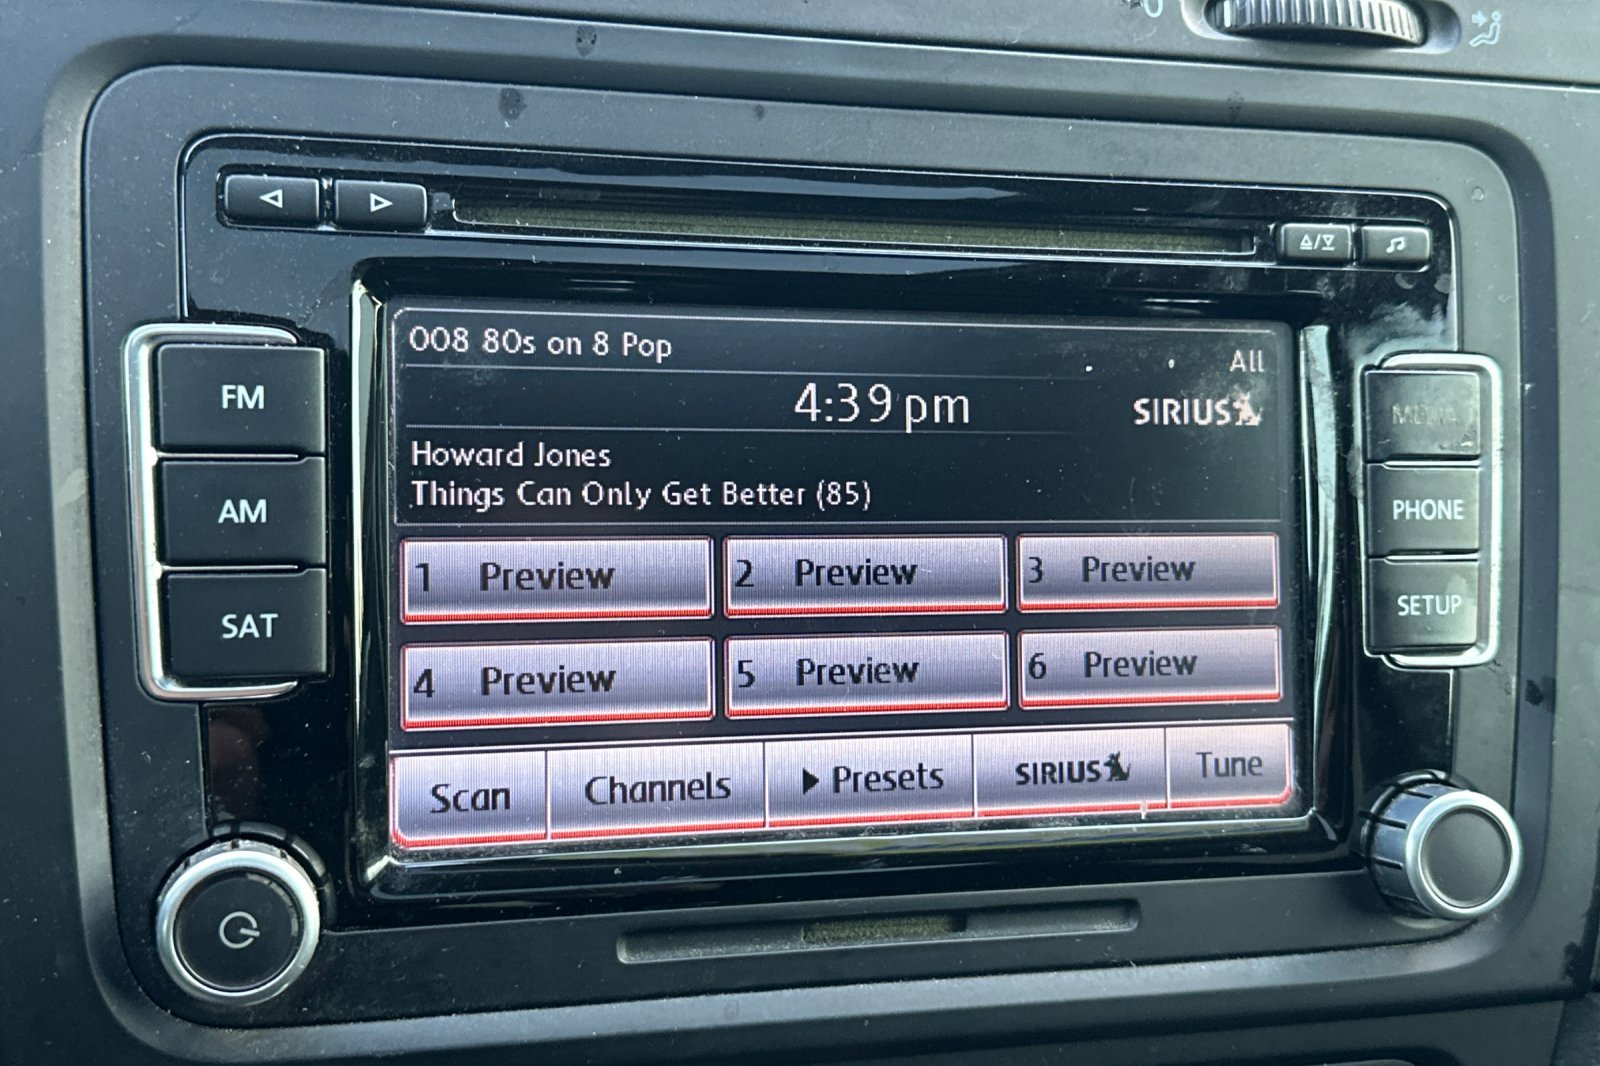 008 80s on 8 Pop
All
4:39 pm
SIRIUS
Howard Jones
Things Can Only Get Better (85)
1 Preview
2 Preview
3 Preview
4 Preview
5 Preview
6 Preview
Scan
Channels
Presets
SIRIUS
Tune
FM
AM
SAT
MEDIA
PHONE
SETUP